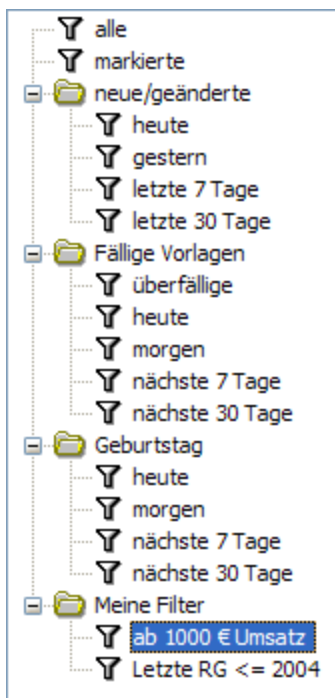 alle
markierte
neue/geänderte
heute
gestern
letzte 7 Tage
letzte 30 Tage
Fällige Vorlagen
überfällige
heute
morgen
nächste 7 Tage
nächste 30 Tage
Geburtstag
heute
morgen
nächste 7 Tage
nächste 30 Tage
Meine Filter
ab 1000 € Umsatz
Letzte RG <= 2004